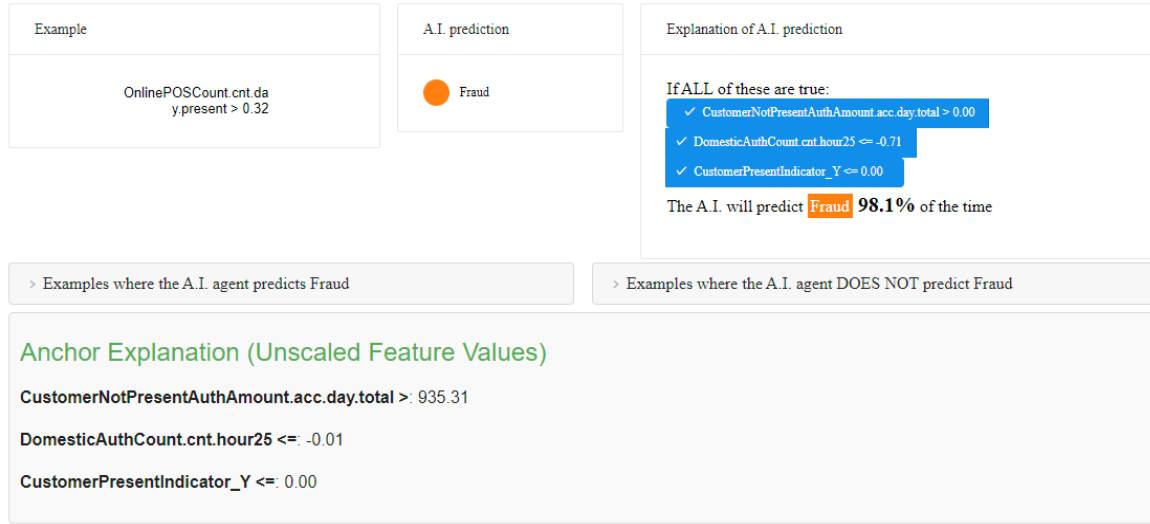 Example
OnlinePOSCount.cnt.da
y.present > 0.32
A.I. prediction
Fraud
Explanation of A.I. prediction
If ALL of these are true:
✓ CustomerNotPresentAuthAmount.acc.day.total > 0.00
✓ DomesticAuthCount.cnt.hour25 <= -0.71
✓ CustomerPresentIndicator_Y <= 0.00
The A.I. will predict Fraud 98.1% of the time
> Examples where the A.I. agent predicts Fraud
> Examples where the A.I. agent DOES NOT predict Fraud
Anchor Explanation (Unscaled Feature Values)
CustomerNotPresentAuthAmount.acc.day.total >: 935.31
DomesticAuthCount.cnt.hour25 <=: -0.01
CustomerPresentIndicator_Y <=: 0.00